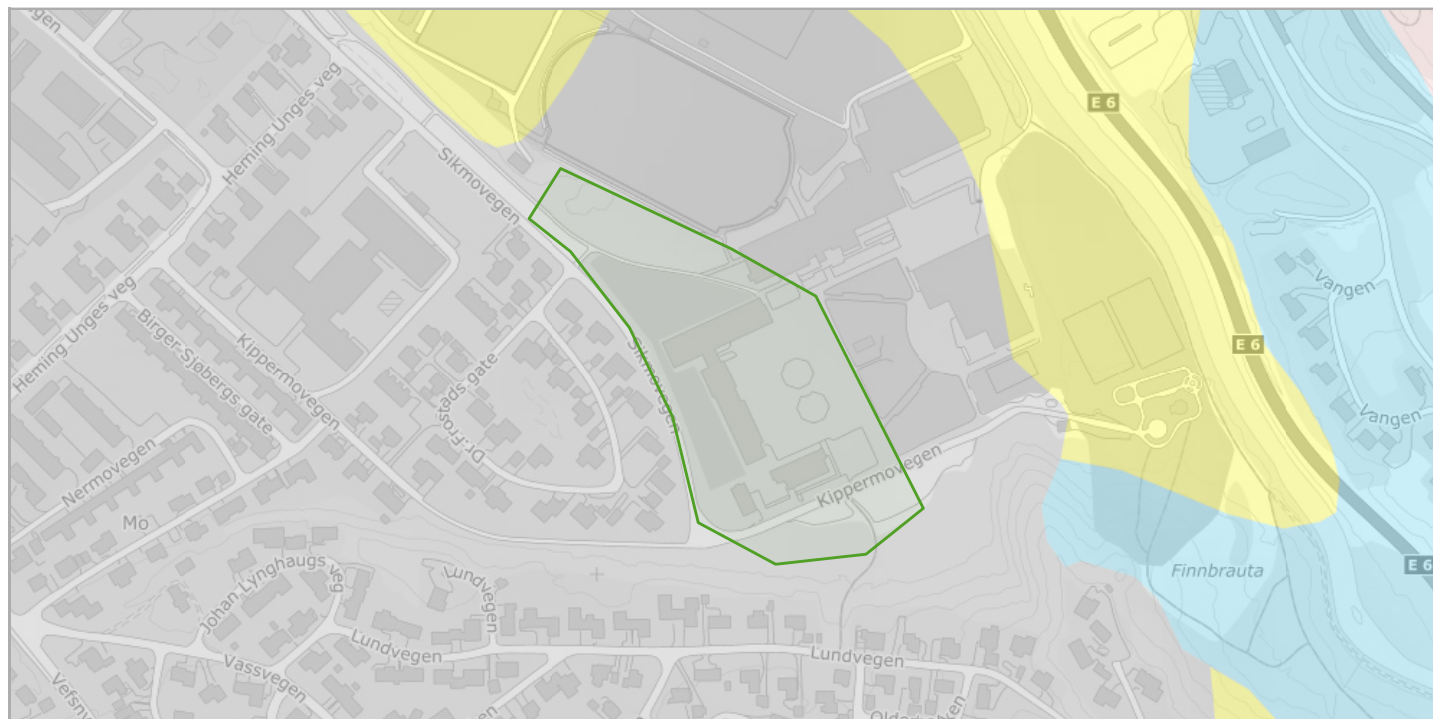 Heming Unges veg
Sikmovegen
E 6
Heming Unges veg
Birger Sjøbergs gate
Kippermovegen
Dr.Frostads gate
Sikmovegen
E 6
Vangen
Vangen
Nermovegen
Mo
Kippermovegen
E 6
Finnbrauta
Johan Lynghaugs veg
Lundvegen
Lundvegen
Lundvegen
Vassvegen